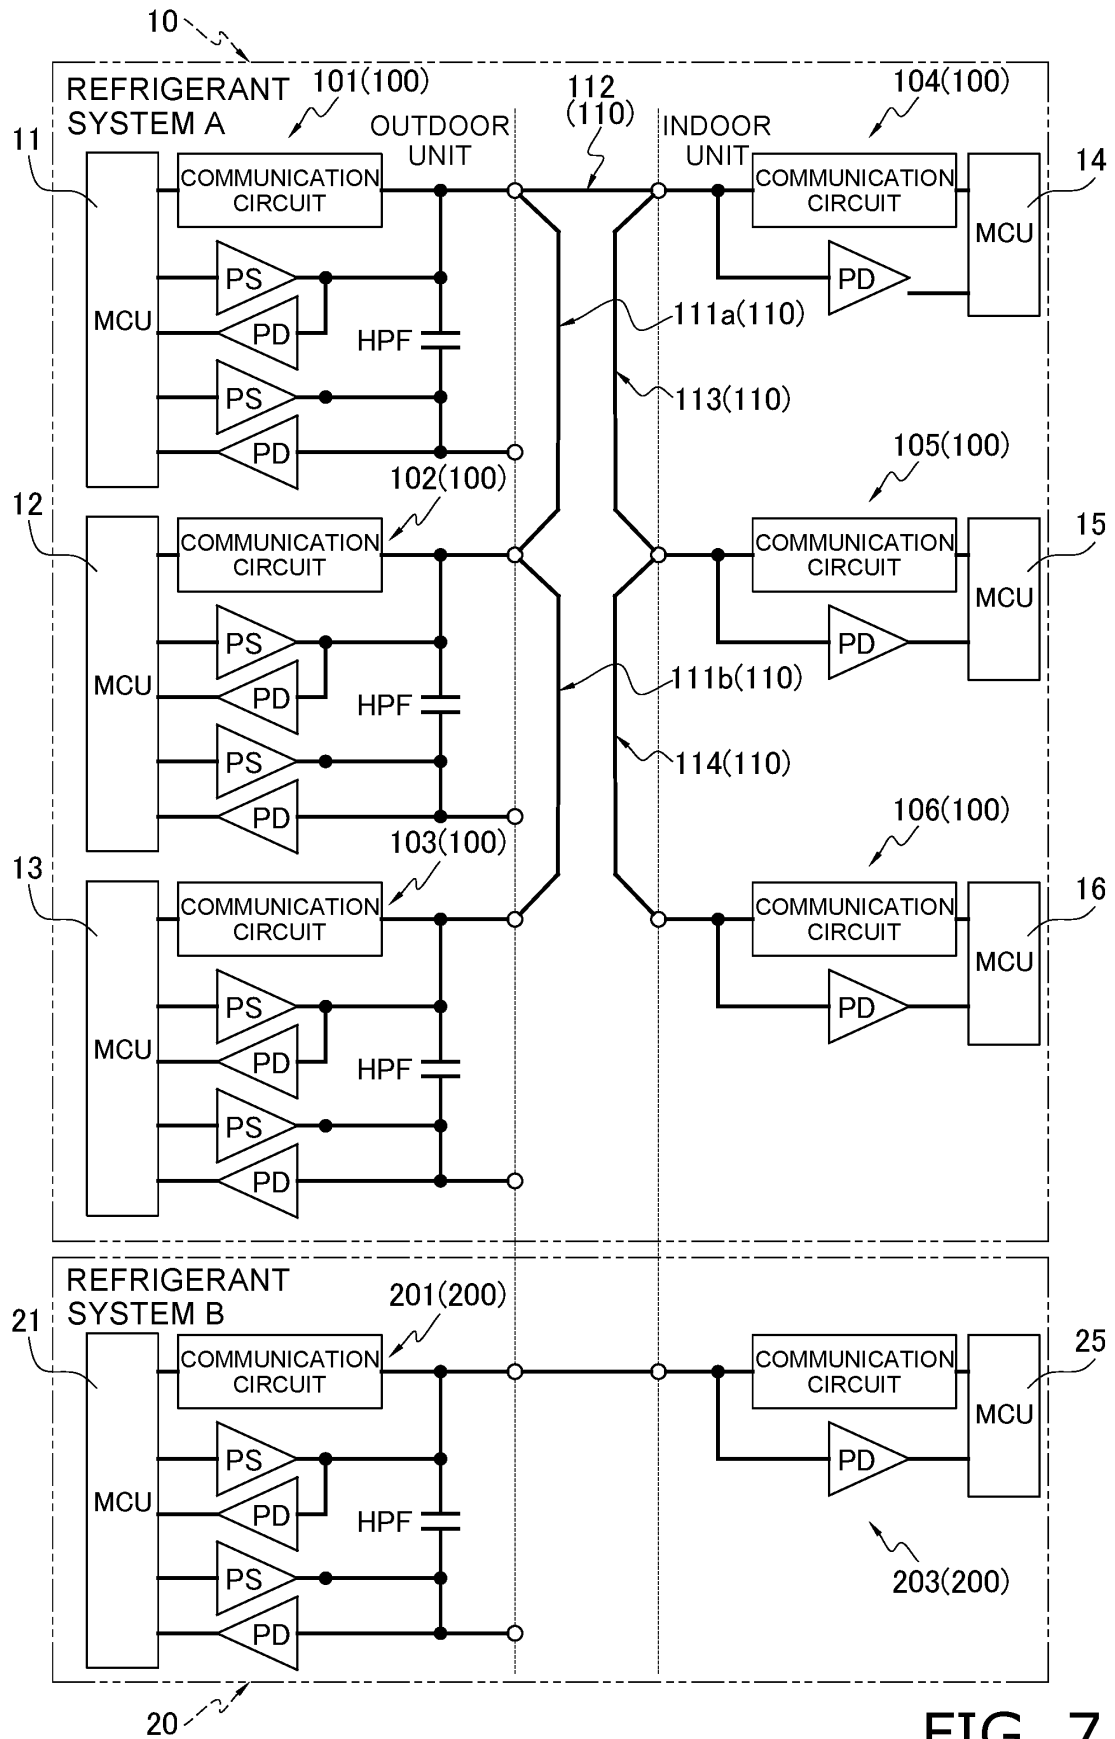 10
REFRIGERANT
SYSTEM A
101(100)
112
(110)
104(100)
11
OUTDOOR
UNIT
INDOOR
UNIT
14
COMMUNICATION
CIRCUIT
COMMUNICATION
CIRCUIT
MCU
PS
PD
MCU
PD
HPF
111a(110)
PS
113(110)
PD
105(100)
102(100)
12
15
COMMUNICATION
CIRCUIT
COMMUNICATION
CIRCUIT
MCU
PS
PD
MCU
PD
HPF
111b(110)
PS
114(110)
PD
106(100)
103(100)
13
16
COMMUNICATION
CIRCUIT
COMMUNICATION
CIRCUIT
MCU
PS
PD
MCU
PD
HPF
PS
PD
REFRIGERANT
SYSTEM B
201(200)
21
25
COMMUNICATION
CIRCUIT
COMMUNICATION
CIRCUIT
MCU
PS
PD
MCU
PD
HPF
PS
203(200)
PD
20
FIG. 7